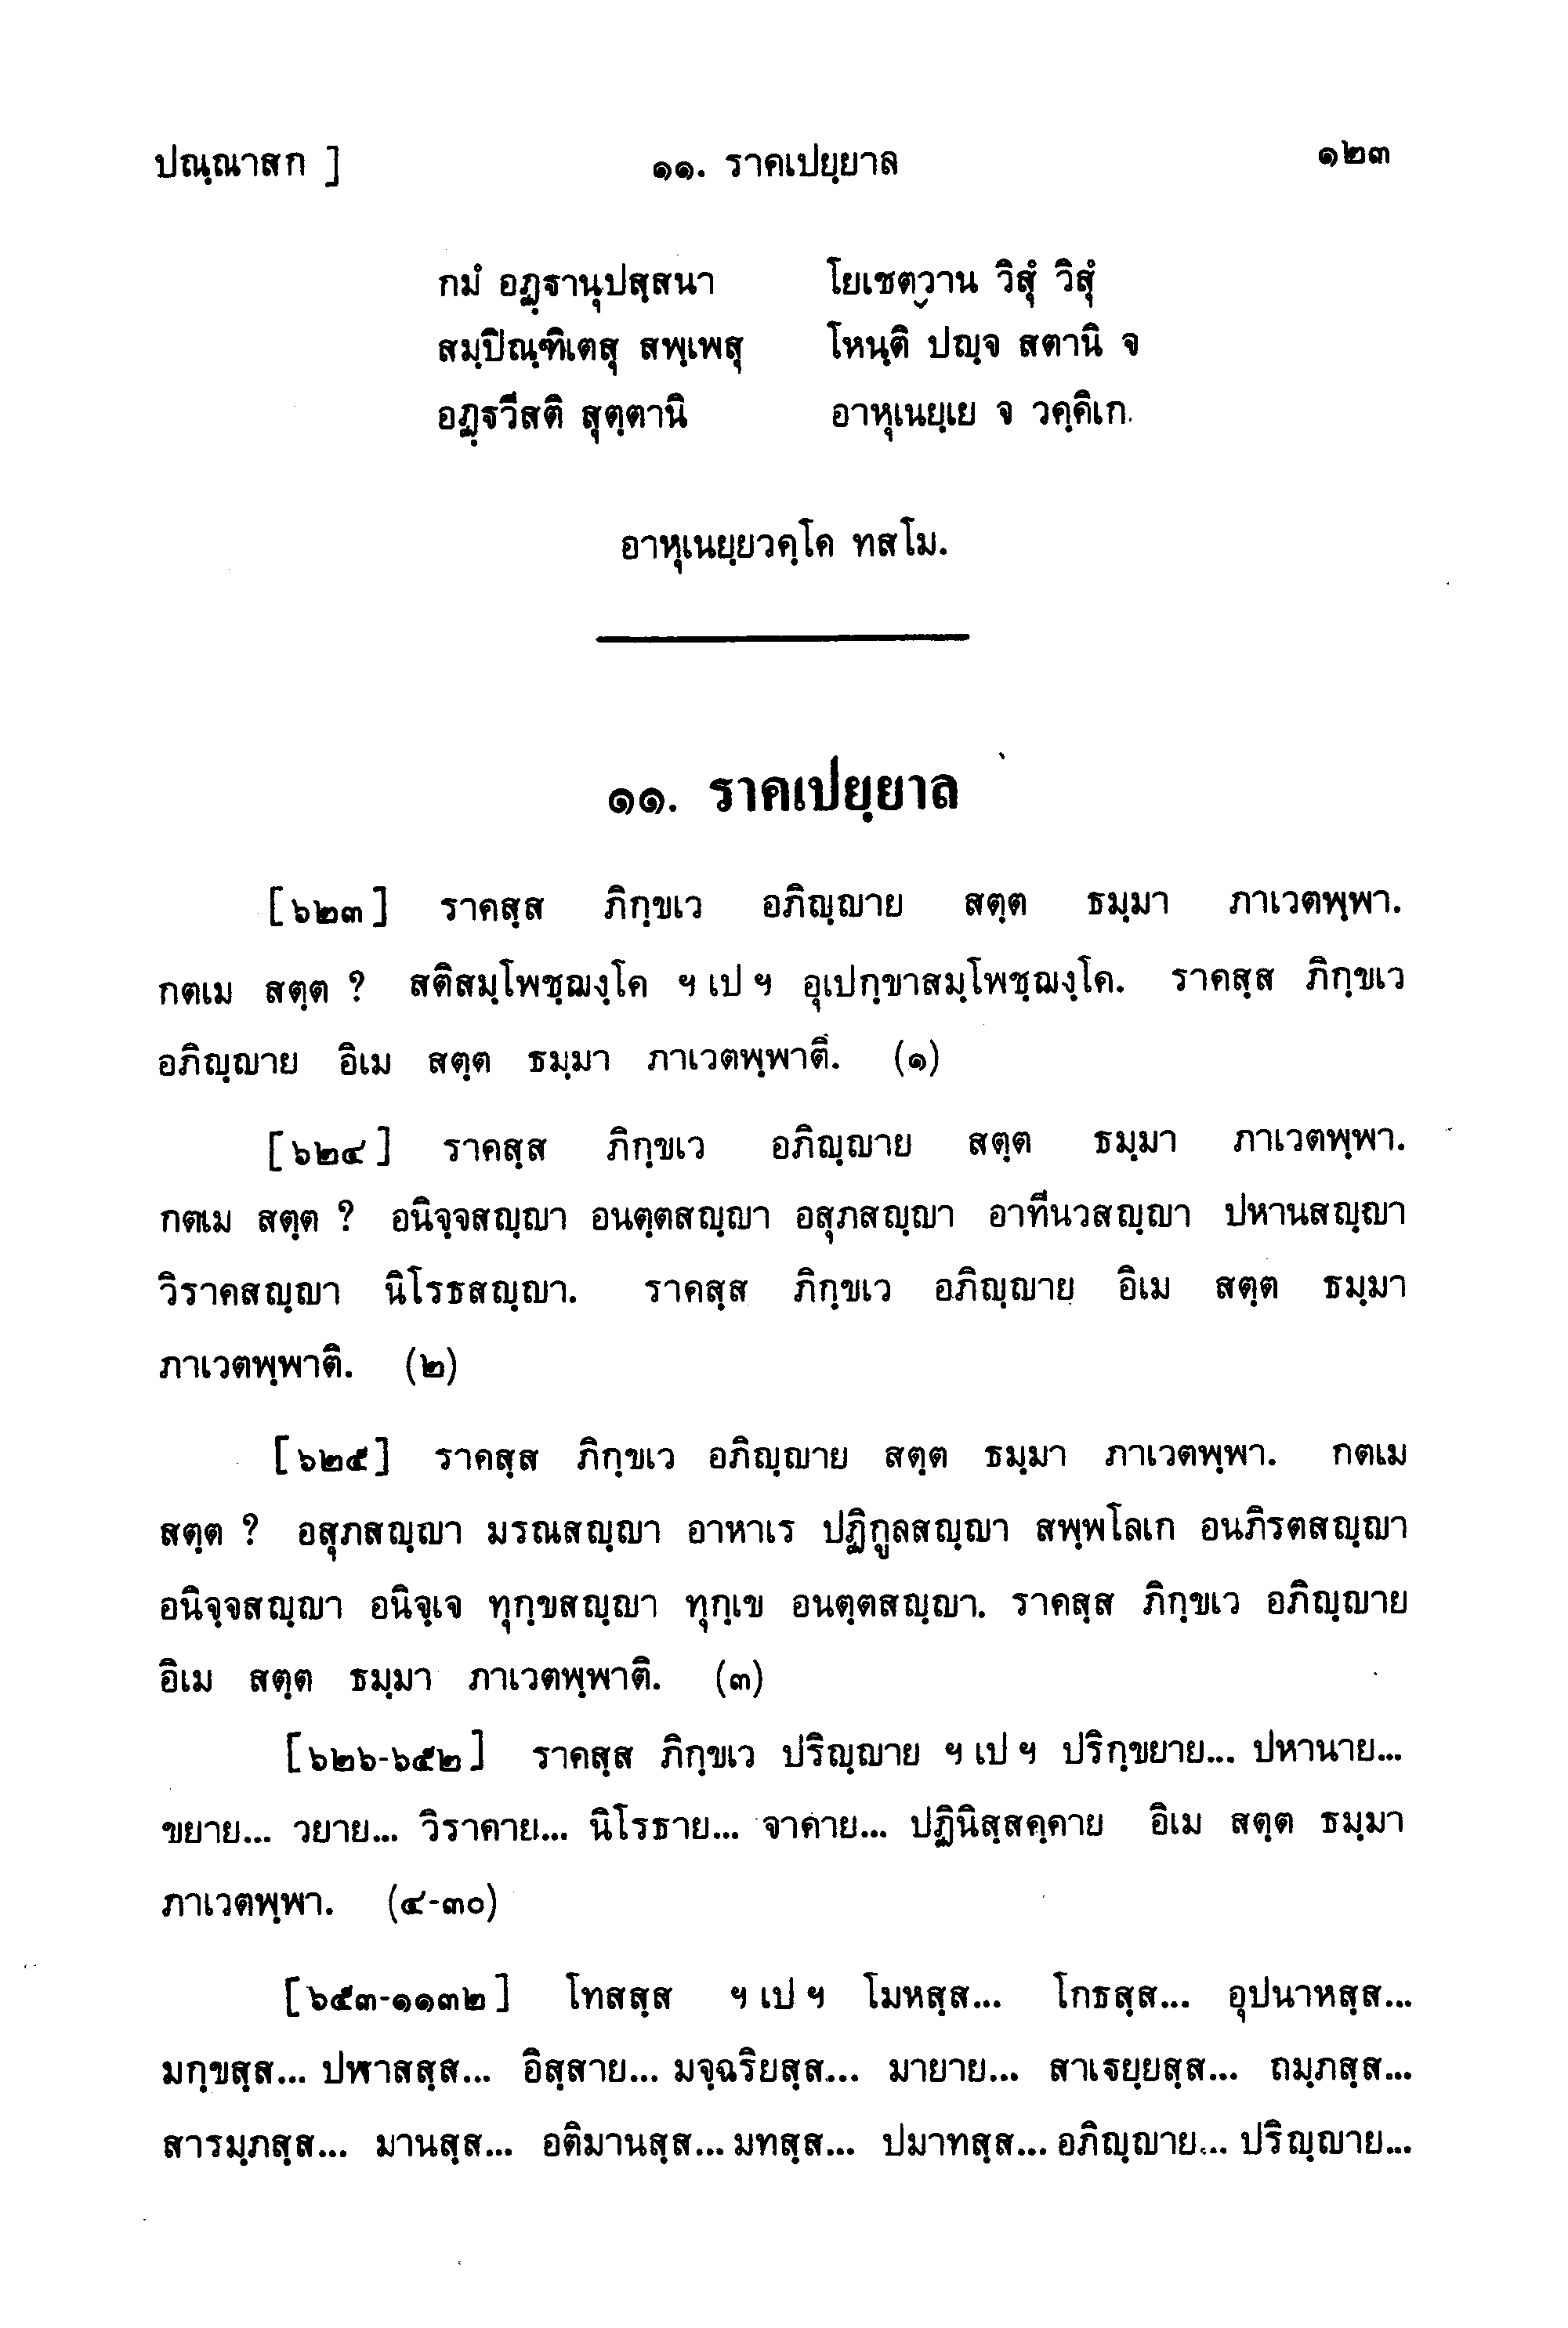 ปณฺณาสก ] ๑๑. ราคเปยฺยาล ๑๒๓
กมํ อฏฺฐานุปสฺสนา โยเชตฺวาน วิสุํ วิสุํ
สมฺปิณฺฑิเตสุ สพฺเพสุ โหนฺติ ปญฺจ สตานิ จ
อฏฺฐวีสติ สุตฺตานิ อาหุเนยฺเย จ วคฺคิเก.
อาหุเนยฺยวคฺโค ทสโม.
๑๑. ราคเปยฺยาล
[๖๒๓] ราคสฺส ภิกฺขเว อภิญฺญาย สตฺต ธมฺมา ภาเวตพฺพา.
กตเม สตฺต ? สติสมฺโพชฺฌงฺโค ฯ เป ฯ อุเปกฺขาสมฺโพชฺฌงฺโค. ราคสฺส ภิกฺขเว
อภิญฺญาย อิเม สตฺต ธมฺมา ภาเวตพฺพาติ. (๑)
[๖๒๔] ราคสฺส ภิกฺขเว อภิญฺญาย สตฺต ธมฺมา ภาเวตพฺพา.
กตเม สตฺต ? อนิจฺจสญฺญา อนตฺตสญฺญา อสุภสญฺญา อาทีนวสญฺญา ปหานสญฺญา
วิราคสญฺญา นิโรธสญฺญา. ราคสฺส ภิกฺขเว อภิญฺญาย อิเม สตฺต ธมฺมา
ภาเวตพฺพาติ. (๒)
[๖๒๕] ราคสฺส ภิกฺขเว อภิญฺญาย สตฺต ธมฺมา ภาเวตพฺพา. กตเม
สตฺต ? อสุภสญฺญา มรณสญฺญา อาหาเร ปฏิกูลสญฺญา สพฺพโลเก อนภิรตสญฺญา
อนิจฺจสญฺญา อนิจฺเจ ทุกฺขสญฺญา ทุกฺเข อนตฺตสญฺญา. ราคสฺส ภิกฺขเว อภิญฺญาย
อิเม สตฺต ธมฺมา ภาเวตพฺพาติ. (๓)
[๖๒๖-๖๕๒] ราคสฺส ภิกฺขเว ปริญฺญาย ฯ เป ฯ ปริกฺขยาย... ปหานาย...
ขยาย... วยาย... วิราคาย... นิโรธาย... จาคาย... ปฏินิสฺสคฺคาย อิเม สตฺต ธมฺมา
ภาเวตพฺพา. (๔-๓๐)
[๖๕๓-๑๑๓๒] โทสสฺส ฯ เป ฯ โมหสฺส... โกธสฺส... อุปนาหสฺส...
มกฺขสฺส... ปฬาสสฺส... อิสฺสาย... มจฺฉริยสฺส... มายาย... สาเฐยฺยสฺส... ถมฺภสฺส...
สารมฺภสฺส... มานสฺส... อติมานสฺส... มทสฺส... ปมาทสฺส... อภิญฺญาย... ปริญฺญาย...